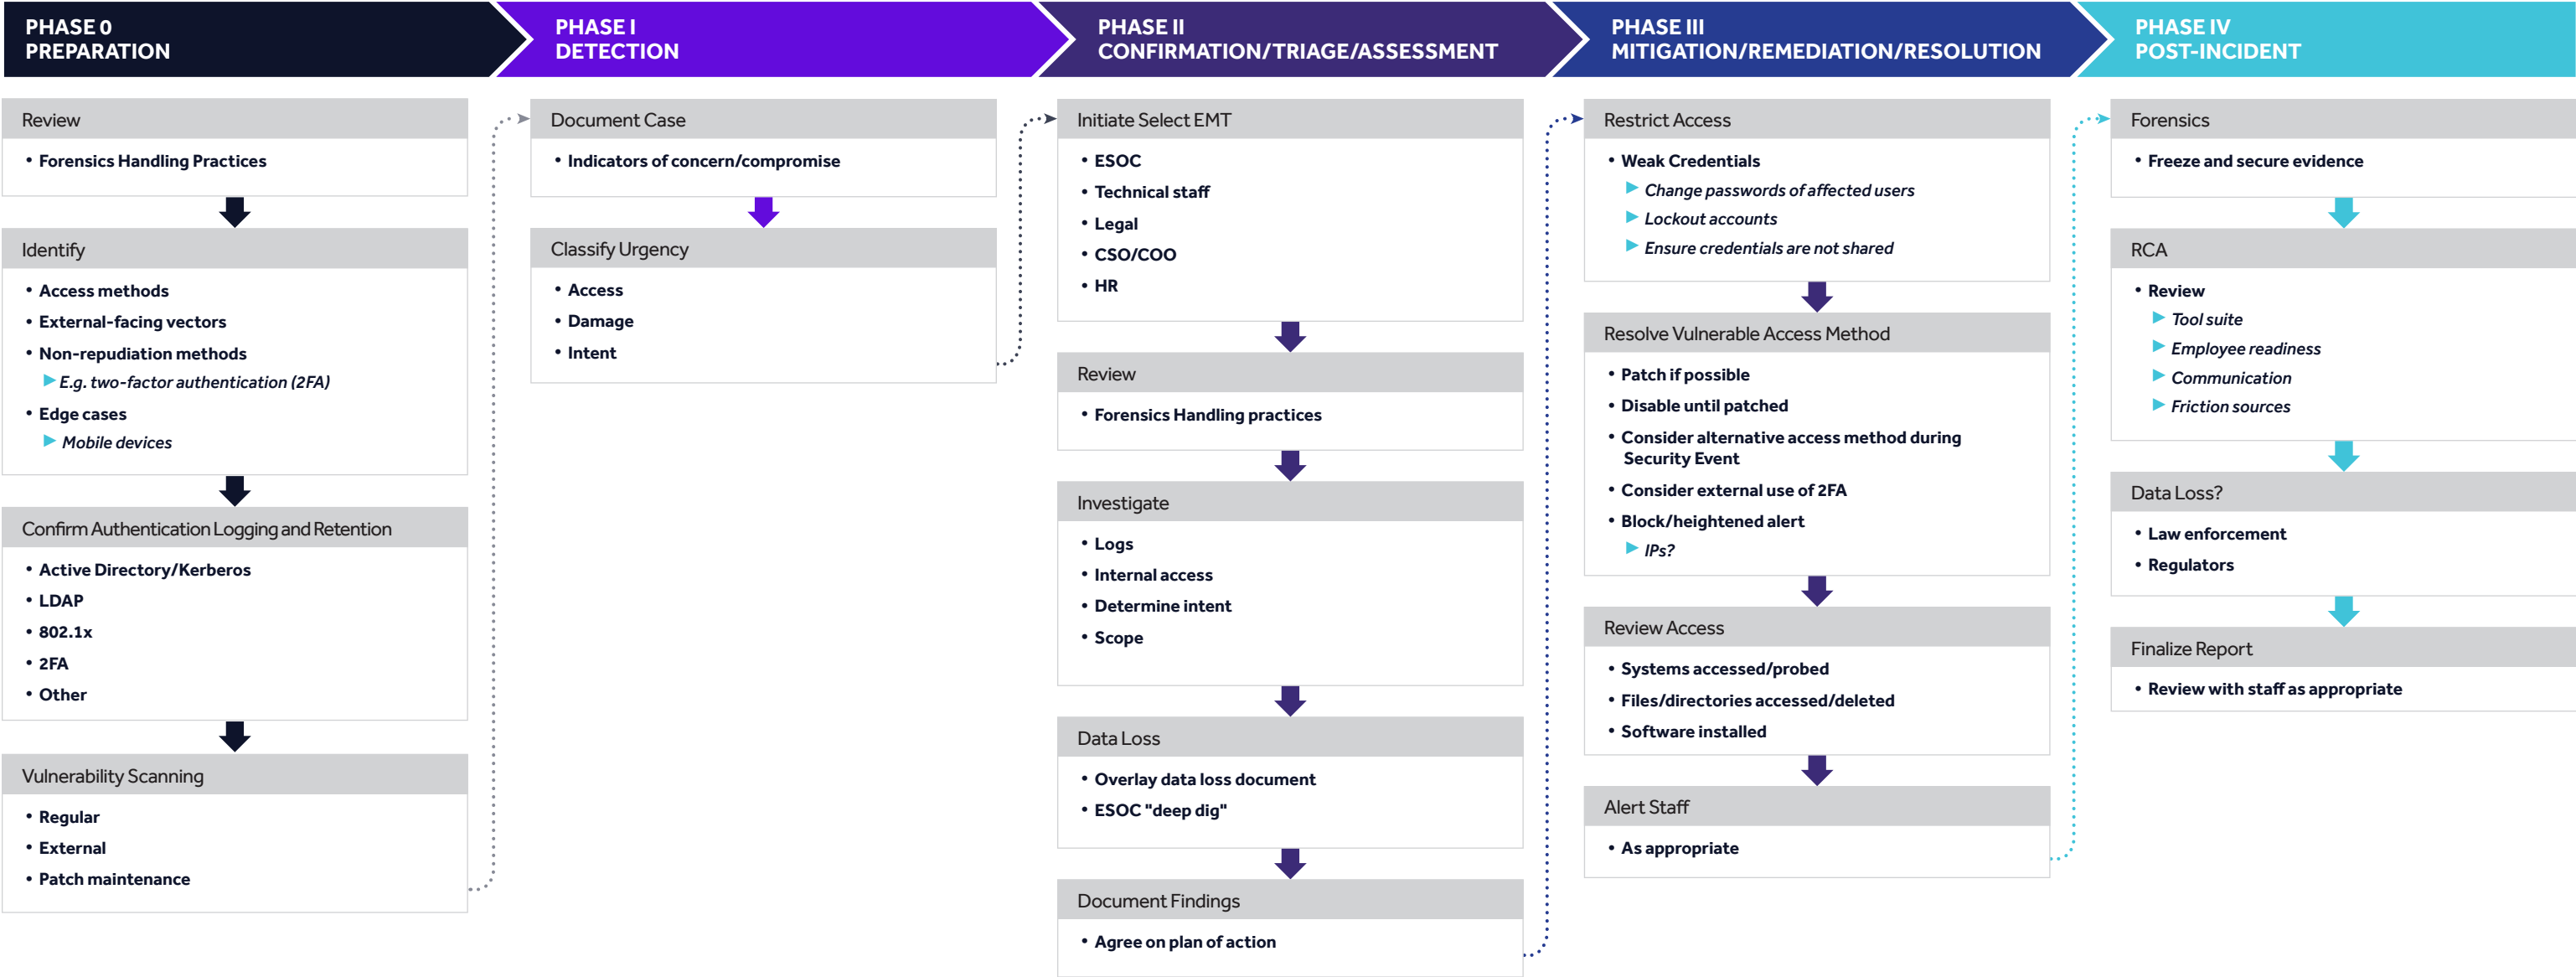 PHASE 0
PREPARATION
PHASE I
DETECTION
PHASE II
CONFIRMATION/TRIAGE/ASSESSMENT
PHASE III
MITIGATION/REMEDIATION/RESOLUTION
PHASE IV
POST-INCIDENT
Review
• Forensics Handling Practices
Identify
• Access methods
• External-facing vectors
• Non-repudiation methods
E.g. two-factor authentication (2FA)
• Edge cases
Mobile devices
Confirm Authentication Logging and Retention
• Active Directory/Kerberos
• LDAP
• 802.1x
• 2FA
• Other
Vulnerability Scanning
• Regular
• External
• Patch maintenance
Document Case
• Indicators of concern/compromise
Classify Urgency
• Access
• Damage
• Intent
Initiate Select EMT
• ESOC
• Technical staff
• Legal
• CSO/COO
• HR
Review
• Forensics Handling practices
Investigate
• Logs
• Internal access
• Determine intent
• Scope
Data Loss
• Overlay data loss document
• ESOC "deep dig"
Document Findings
• Agree on plan of action
Restrict Access
• Weak Credentials
Change passwords of affected users
Lockout accounts
Ensure credentials are not shared
Resolve Vulnerable Access Method
• Patch if possible
• Disable until patched
• Consider alternative access method during
Security Event
• Consider external use of 2FA
• Block/heightened alert
IPs?
Review Access
• Systems accessed/probed
• Files/directories accessed/deleted
• Software installed
Alert Staff
• As appropriate
Forensics
• Freeze and secure evidence
RCA
• Review
Tool suite
Employee readiness
Communication
Friction sources
Data Loss?
• Law enforcement
• Regulators
Finalize Report
• Review with staff as appropriate